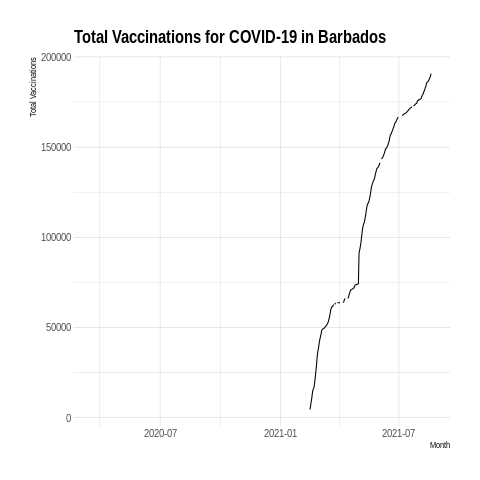 Total Vaccinations for COVID-19 in Barbados
Total Vaccinations
200000
150000
100000
50000
0
2020-07 2021-01 2021-07
Month